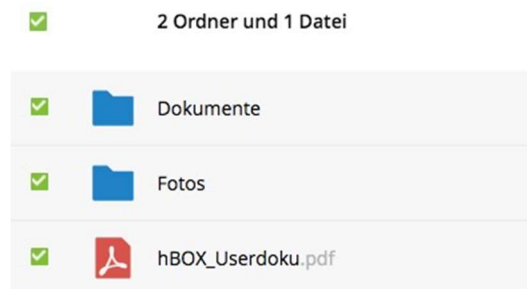 2 Ordner und 1 Datei
Dokumente
Fotos
hBOX_Userdoku.pdf